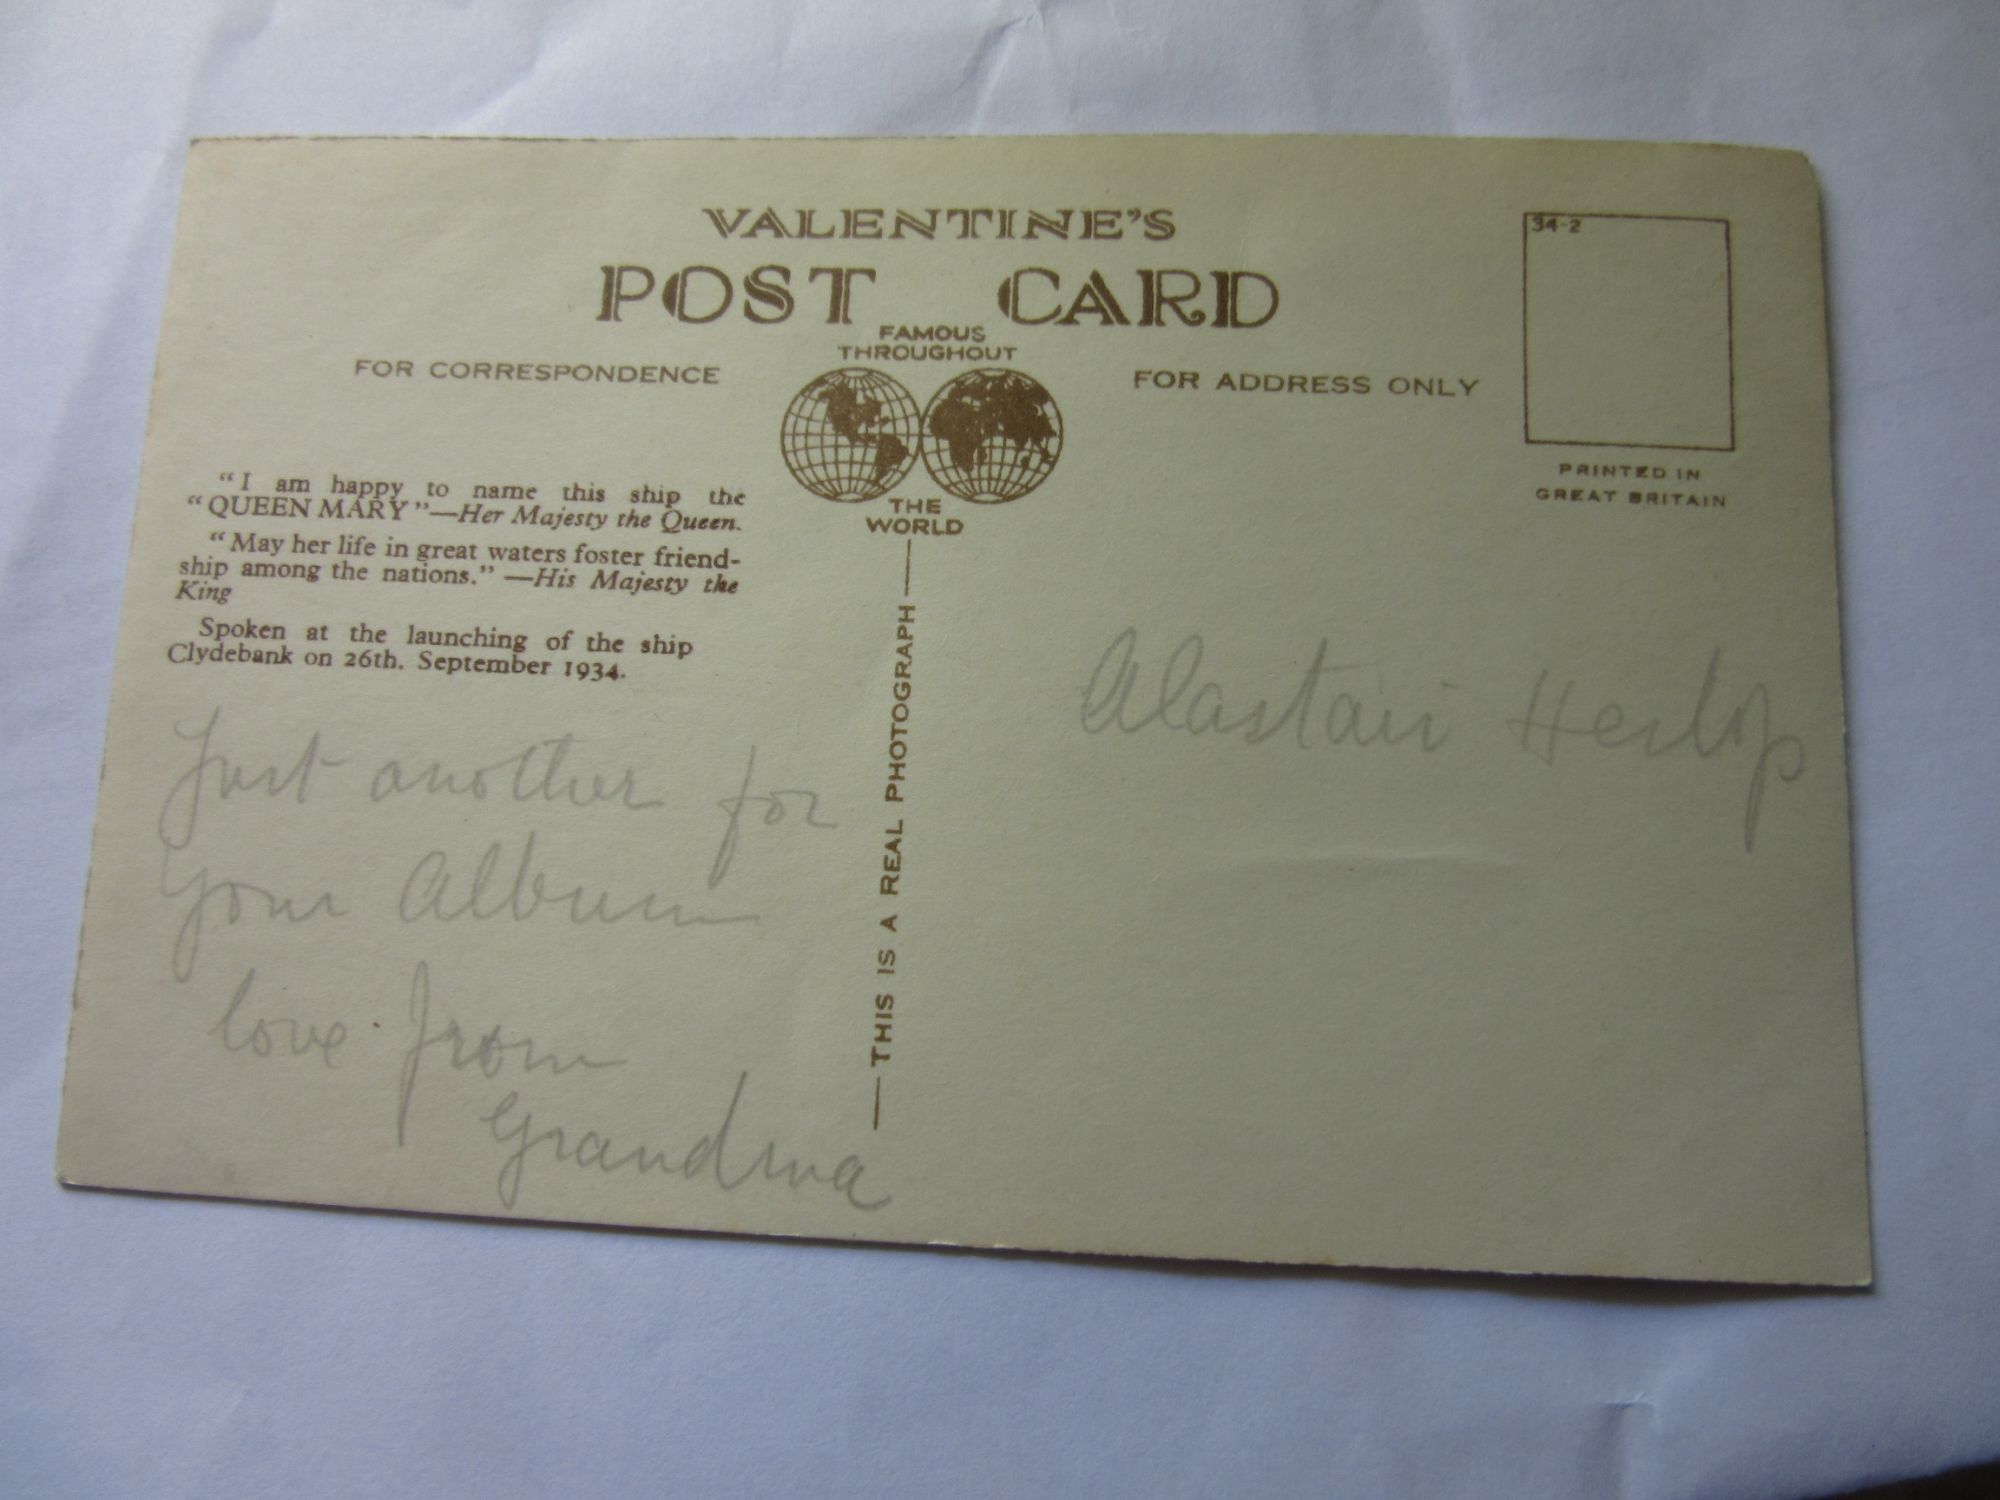 VALENTINE'S
POST CARD
FAMOUS
THROUGHOUT
THE
WORLD
FOR CORRESPONDENCE
FOR ADDRESS ONLY
34-2
PRINTED IN
GREAT BRITAIN
"I am happy to name this ship the
"QUEEN MARY"—Her Majesty the Queen.
"May her life in great waters foster friend-
ship among the nations." —His Majesty the
King
Spoken at the launching of the ship
Clydebank on 26th. September 1934.
Just another for
your Album
love from
Grandma
— THIS IS A REAL PHOTOGRAPH —
Alastair Heslop